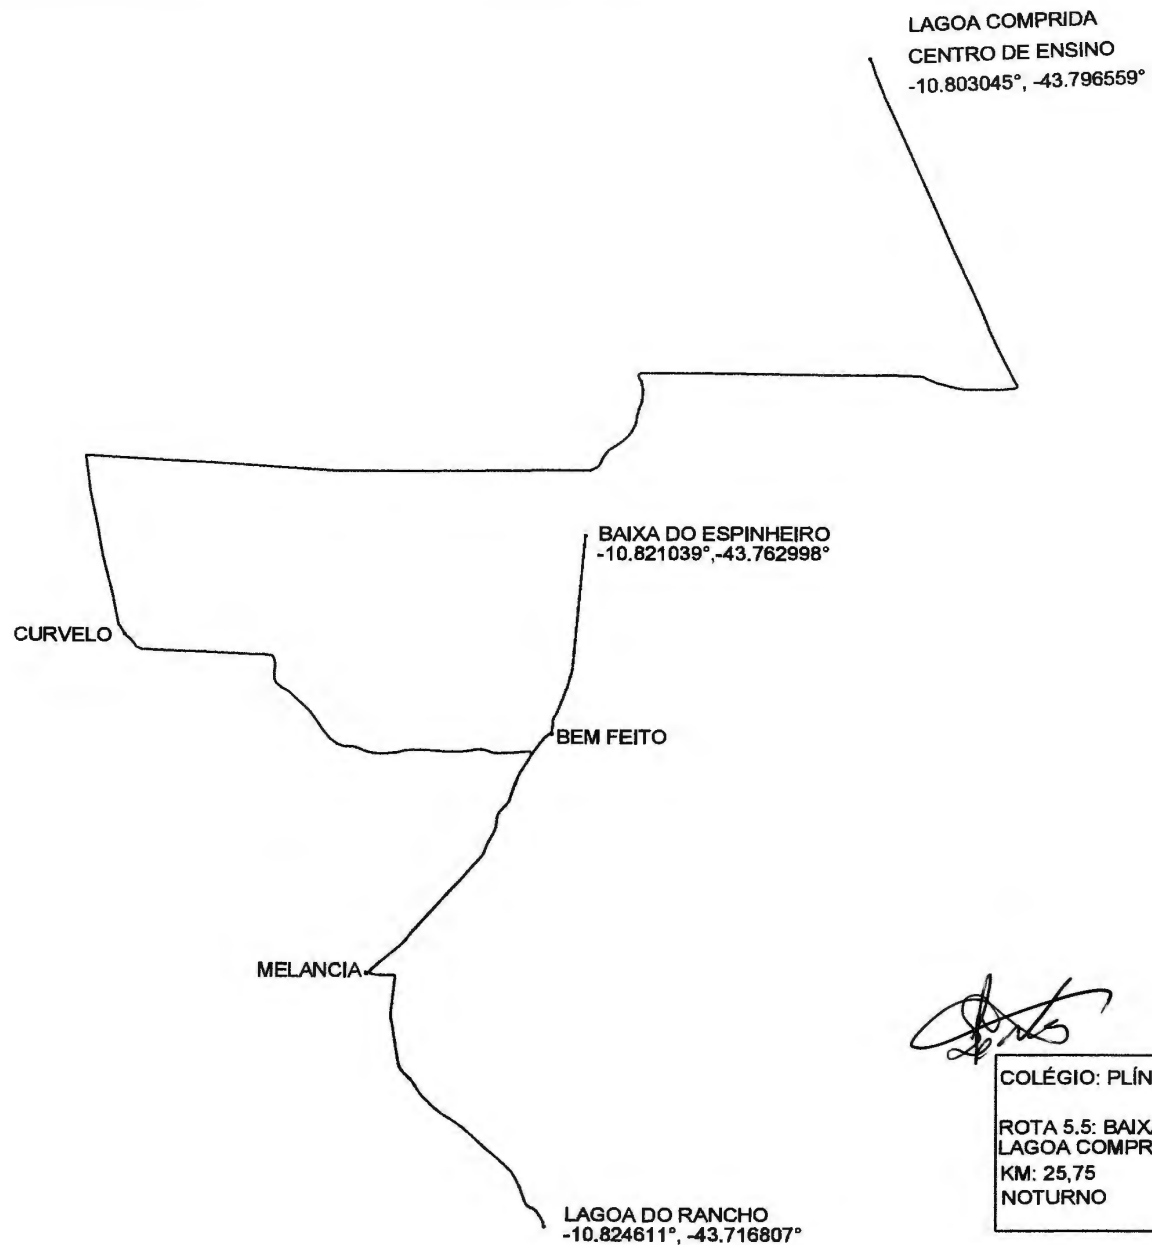 LAGOA COMPRIDA
CENTRO DE ENSINO
-10.803045°, -43.796559°
BAIXA DO ESPINHEIRO
-10.821039°,-43.762998°
CURVELO
BEM FEITO
MELANCIA
COLÉGIO: PLÍN
ROTA 5.5: BAIX
LAGOA COMPR
KM: 25,75
NOTURNO
LAGOA DO RANCHO
-10.824611°, -43.716807°